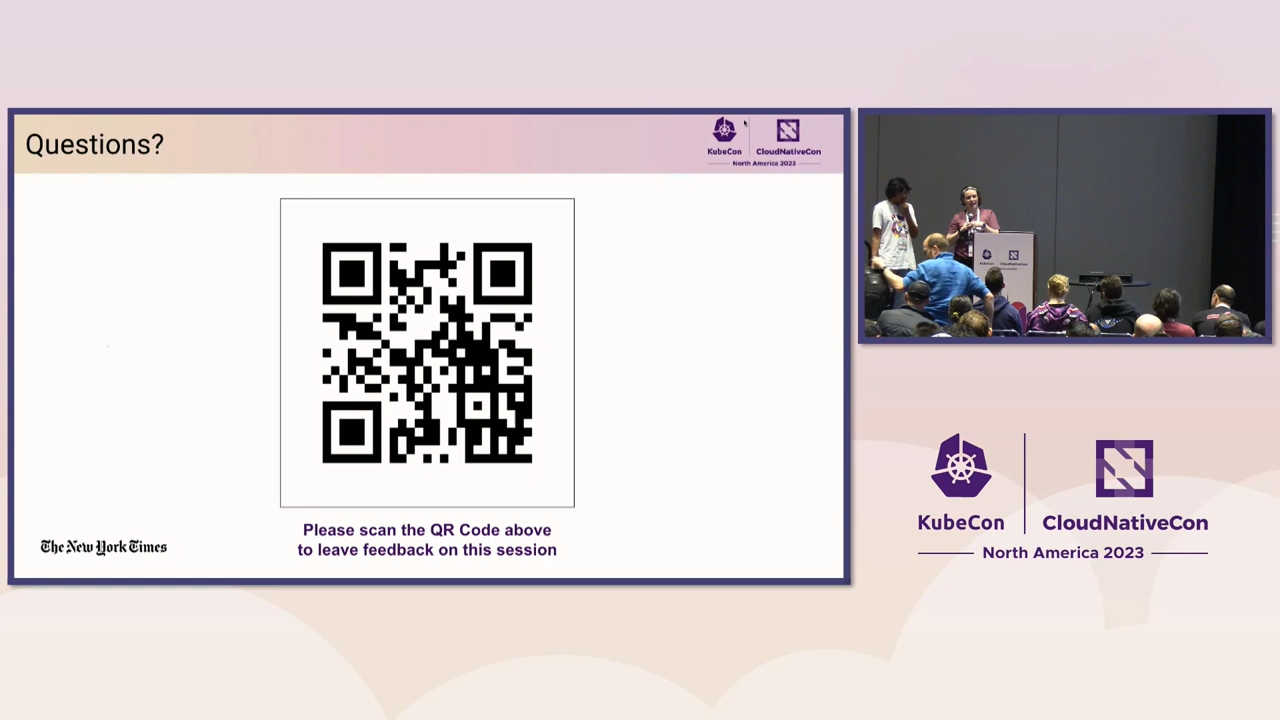 Questions?
KubeCon
CloudNativeCon
North America 2023
The New York Times
Please scan the QR Code above
to leave feedback on this session
KubeCon
CloudNativeCon
North America 2023